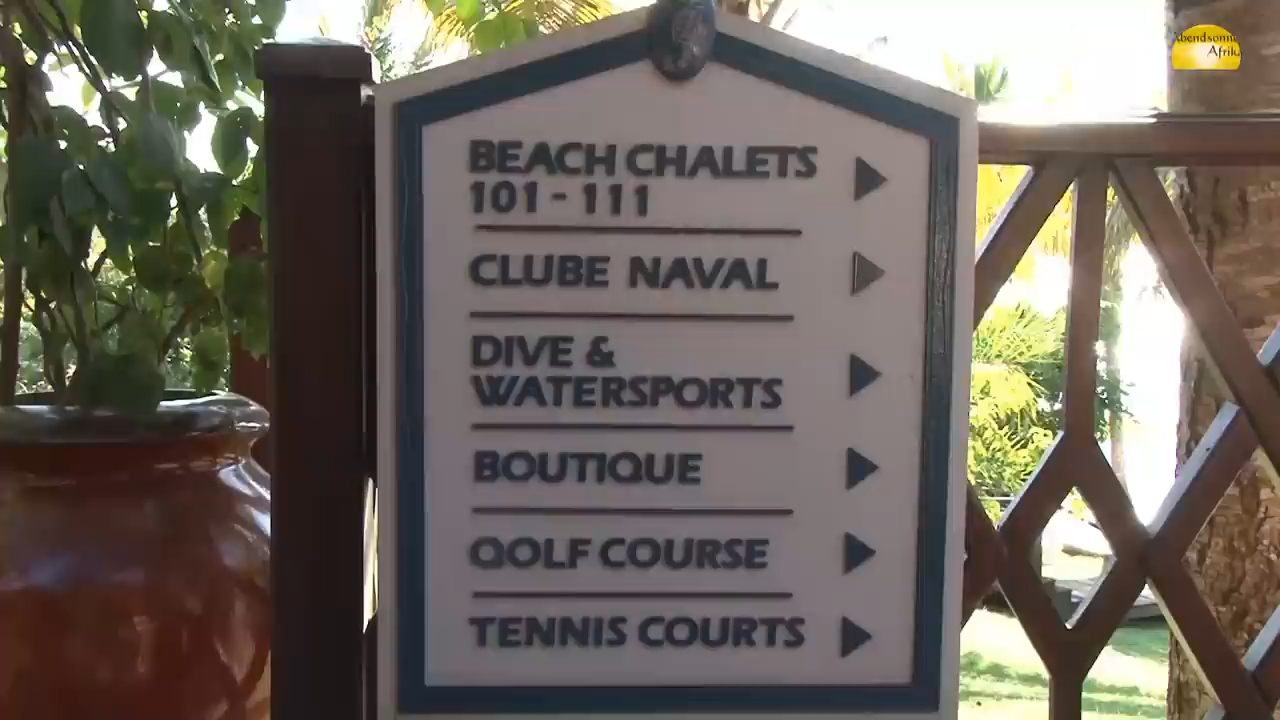 Abendsonne
Afrika
BEACH CHALETS
101 - 111
CLUBE NAVAL
DIVE &
WATERSPORTS
BOUTIQUE
GOLF COURSE
TENNIS COURTS